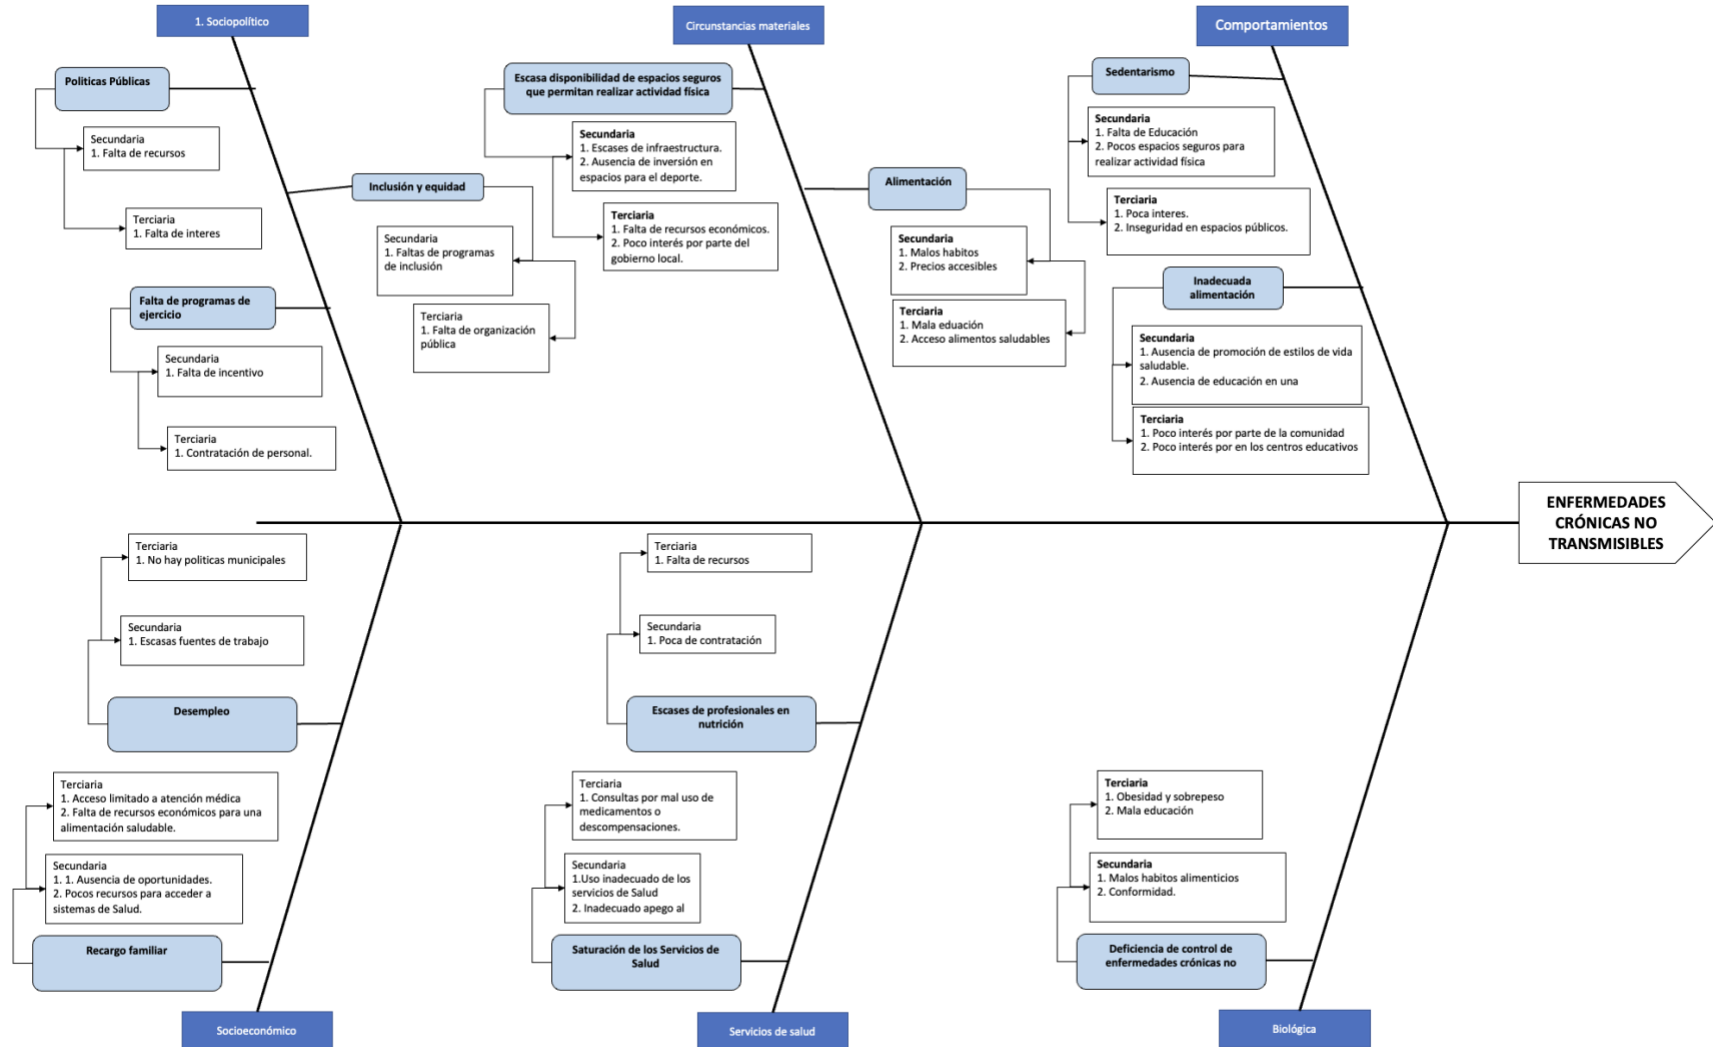 1. Sociopolítico
Circunstancias materiales
Comportamientos
Politicas Públicas
Secundaria
1. Falta de recursos
Terciaria
1. Falta de interes
Inclusión y equidad
Secundaria
1. Faltas de programas
de inclusión
Terciaria
1. Falta de organización
pública
Falta de programas de
ejercicio
Secundaria
1. Falta de incentivo
Terciaria
1. Contratación de personal.
Escasa disponibilidad de espacios seguros
que permitan realizar actividad física
Secundaria
1. Escases de infraestructura.
2. Ausencia de inversión en
espacios para el deporte.
Terciaria
1. Falta de recursos económicos.
2. Poco interés por parte del
gobierno local.
Alimentación
Secundaria
1. Malos habitos
2. Precios accesibles
Terciaria
1. Mala eduación
2. Acceso alimentos saludables
Sedentarismo
Secundaria
1. Falta de Educación
2. Pocos espacios seguros para
realizar actividad física
Terciaria
1. Poca interes.
2. Inseguridad en espacios públicos.
Inadecuada
alimentación
Secundaria
1. Ausencia de promoción de estilos de vida
saludable.
2. Ausencia de educación en una
Terciaria
1. Poco interés por parte de la comunidad
2. Poco interés por en los centros educativos
ENFERMEDADES
CRÓNICAS NO
TRANSMISIBLES
Terciaria
1. No hay politicas municipales
Secundaria
1. Escasas fuentes de trabajo
Desempleo
Terciaria
1. Acceso limitado a atención médica
2. Falta de recursos económicos para una
alimentación saludable.
Secundaria
1. 1. Ausencia de oportunidades.
2. Pocos recursos para acceder a
sistemas de Salud.
Recargo familiar
Socioeconómico
Terciaria
1. Falta de recursos
Secundaria
1. Poca de contratación
Escases de profesionales en
nutrición
Terciaria
1. Consultas por mal uso de
medicamentos o
descompensaciones.
Secundaria
1.Uso inadecuado de los
servicios de Salud
2. Inadecuado apego al
Saturación de los Servicios de
Salud
Servicios de salud
Terciaria
1. Obesidad y sobrepeso
2. Mala educación
Secundaria
1. Malos habitos alimenticios
2. Conformidad.
Deficiencia de control de
enfermedades crónicas no
Biológica